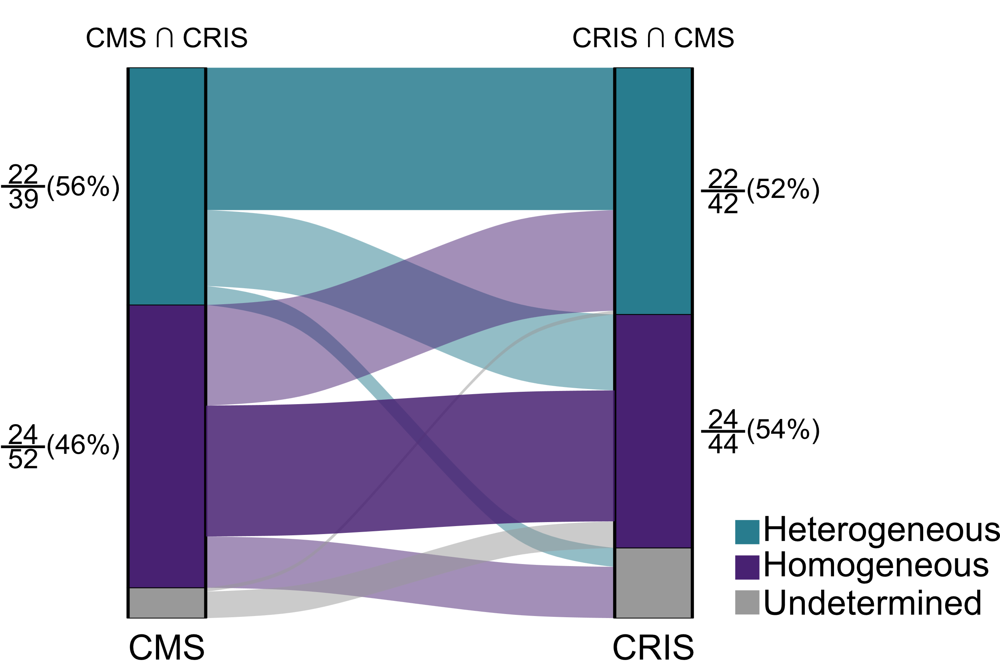 CMS ∩ CRIS
CRIS ∩ CMS
22
39
(56%)
22
42
(52%)
24
52
(46%)
24
44
(54%)
Heterogeneous
Homogeneous
Undetermined
CMS
CRIS